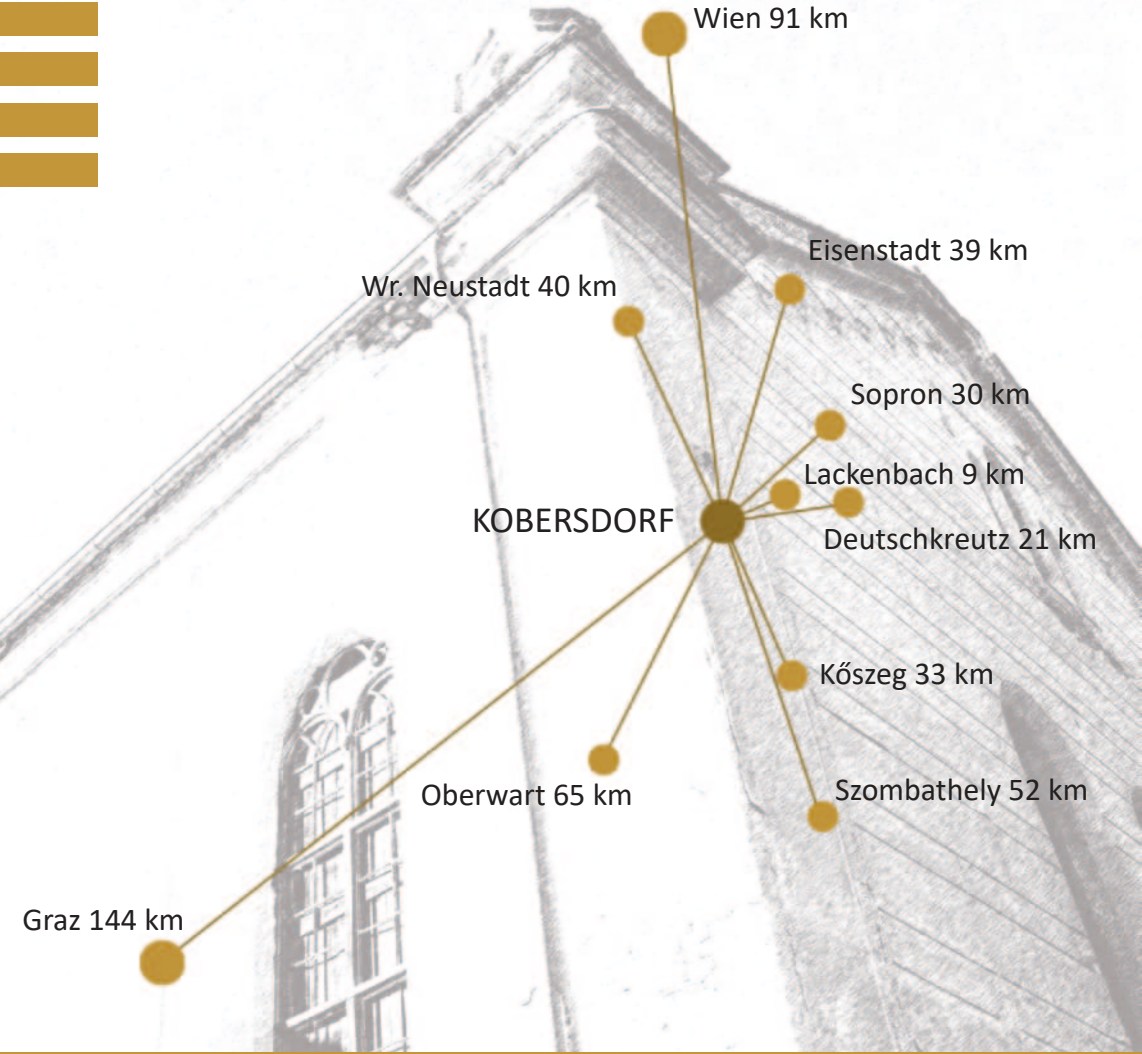 Wien 91 km
Eisenstadt 39 km
Wr. Neustadt 40 km
Sopron 30 km
Lackenbach 9 km
KOBERSDORF
Deutschkreutz 21 km
Kőszeg 33 km
Oberwart 65 km
Szombathely 52 km
Graz 144 km